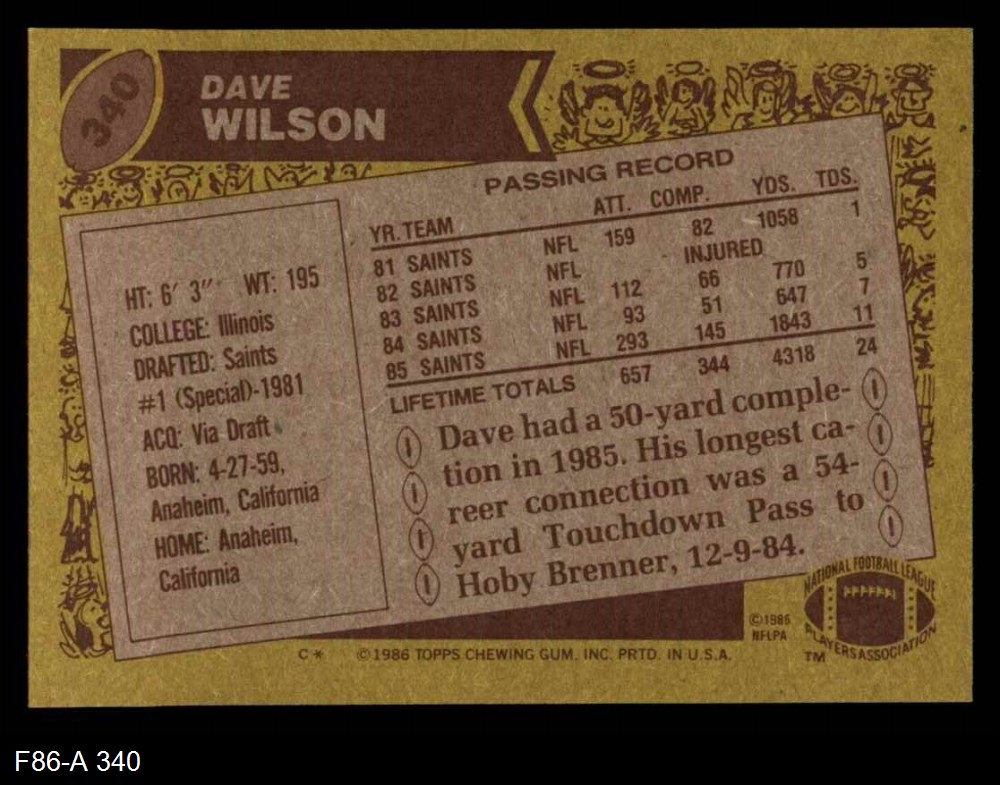 340
DAVE
WILSON
PASSING RECORD
YR. TEAM ATT. COMP. YDS. TDS.
81 SAINTS NFL 159 82 1058 1
82 SAINTS NFL INJURED
83 SAINTS NFL 112 66 770 5
84 SAINTS NFL 93 51 647 7
85 SAINTS NFL 293 145 1843 11
LIFETIME TOTALS 657 344 4318 24
HT: 6′ 3″ WT: 195
COLLEGE: Illinois
DRAFTED: Saints
#1 (Special)-1981
ACQ: Via Draft
BORN: 4-27-59,
Anaheim, California
HOME: Anaheim,
California
Dave had a 50-yard comple-
tion in 1985. His longest ca-
reer connection was a 54-
yard Touchdown Pass to
Hoby Brenner, 12-9-84.
©1986
NFLPA
NATIONAL FOOTBALL LEAGUE
PLAYERS ASSOCIATION
TM
C* ©1986 TOPPS CHEWING GUM, INC. PRTD. IN U.S.A.
F86-A 340